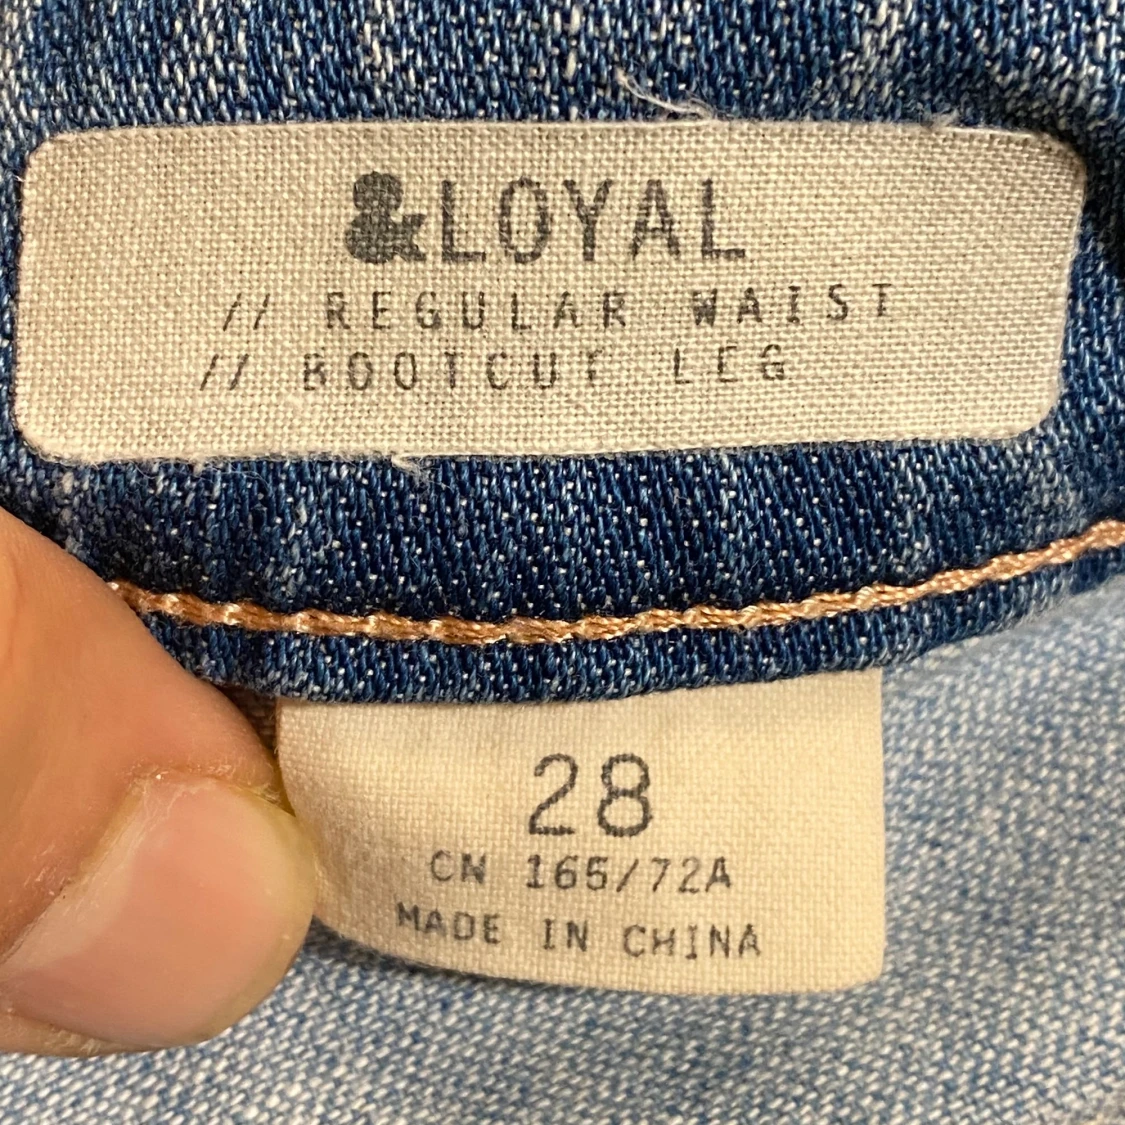 &LOYAL
// REGULAR WAIST
// BOOTCUT LEG
28
CN 165/72A
MADE IN CHINA